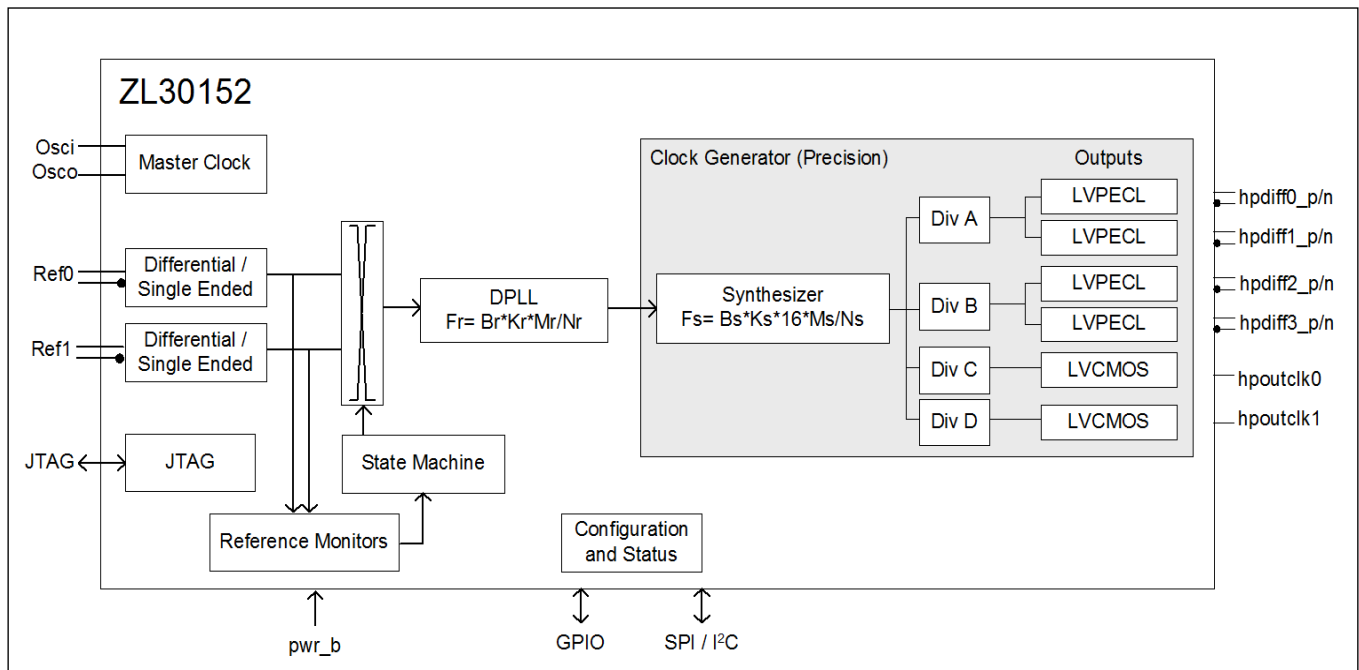 ZL30152
Osci
Osco
Master Clock
Ref0
Differential /
Single Ended
Ref1
Differential /
Single Ended
JTAG
JTAG
DPLL
Fr= Br*Kr*Mr/Nr
State Machine
Reference Monitors
Configuration
and Status
Clock Generator (Precision)
Outputs
Synthesizer
Fs= Bs*Ks*16*Ms/Ns
Div A
LVPECL
LVPECL
Div B
LVPECL
LVPECL
Div C
LVCMOS
Div D
LVCMOS
hpdiff0_p/n
hpdiff1_p/n
hpdiff2_p/n
hpdiff3_p/n
hpoutclk0
hpoutclk1
pwr_b
GPIO
SPI / I²C